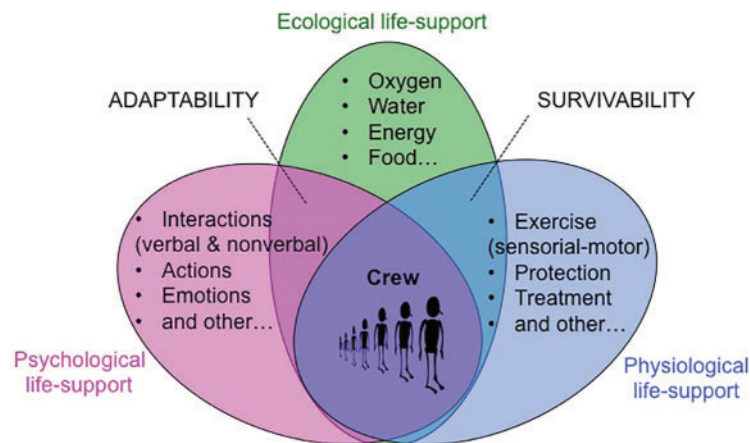 Ecological life-support
ADAPTABILITY
SURVIVABILITY
• Oxygen
• Water
• Energy
• Food…
• Interactions
(verbal & nonverbal)
• Actions
• Emotions
• and other…
Crew
• Exercise
(sensorial-motor)
• Protection
• Treatment
• and other…
Psychological
life-support
Physiological
life-support